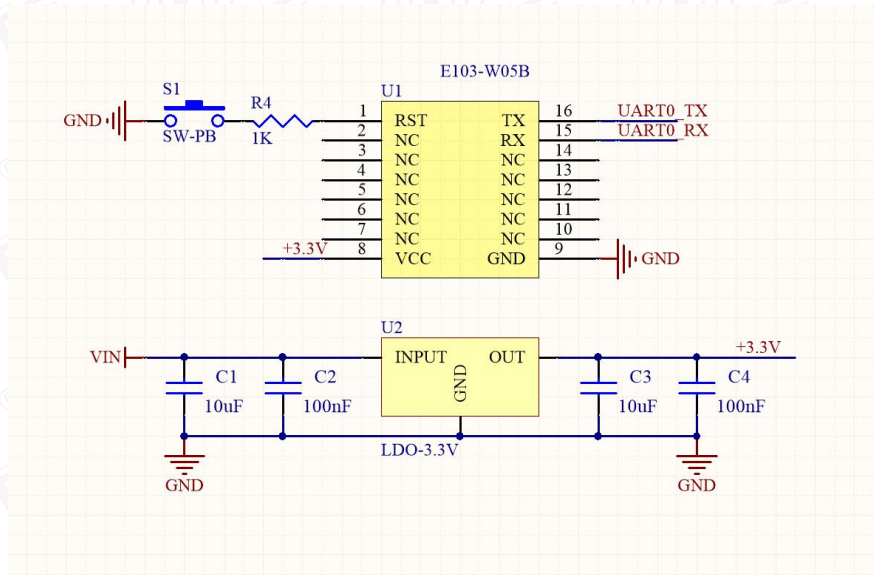 E103-W05B
S1
R4
U1
GND
SW-PB
1K
1
RST
TX
16
UART0_TX
2
NC
RX
15
UART0_RX
3
NC
NC
14
4
NC
NC
13
5
NC
NC
12
6
NC
NC
11
7
NC
NC
10
+3.3V
8
VCC
GND
9
GND
U2
VIN
INPUT
OUT
GND
+3.3V
C1
10uF
C2
100nF
C3
10uF
C4
100nF
LDO-3.3V
GND
GND